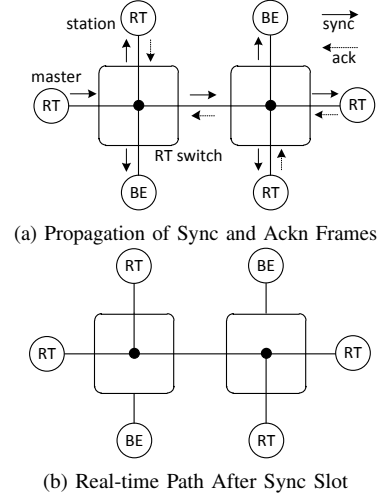 station RT BE sync
ack
master
RT RT
RT switch
BE RT
(a) Propagation of Sync and Ackn Frames
RT BE
RT RT
BE RT
(b) Real-time Path After Sync Slot